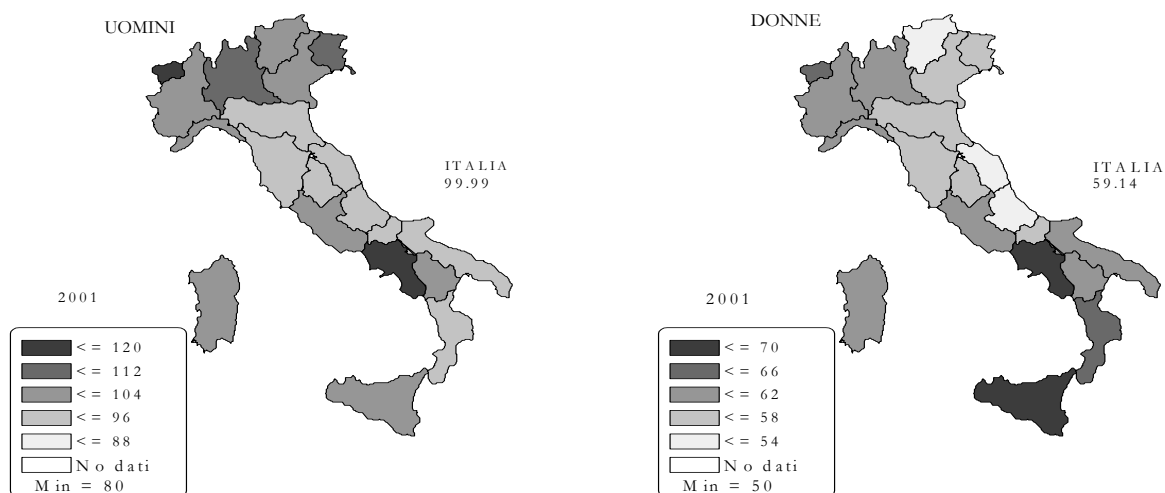 UOMINI
ITALIA
99.99
2001
<= 120
<= 112
<= 104
<= 96
<= 88
No dati
Min = 80
DONNE
ITALIA
59.14
2001
<= 70
<= 66
<= 62
<= 58
<= 54
No dati
Min = 50